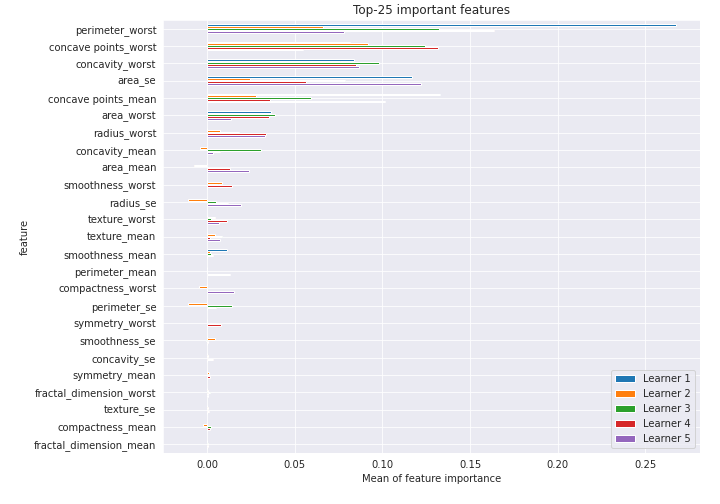 Top-25 important features
perimeter_worst
concave points_worst
concavity_worst
area_se
concave points_mean
area_worst
radius_worst
concavity_mean
area_mean
smoothness_worst
radius_se
texture_worst
texture_mean
smoothness_mean
perimeter_mean
compactness_worst
perimeter_se
symmetry_worst
smoothness_se
concavity_se
symmetry_mean
fractal_dimension_worst
texture_se
compactness_mean
fractal_dimension_mean
feature
Learner 1
Learner 2
Learner 3
Learner 4
Learner 5
0.00 0.05 0.10 0.15 0.20 0.25
Mean of feature importance